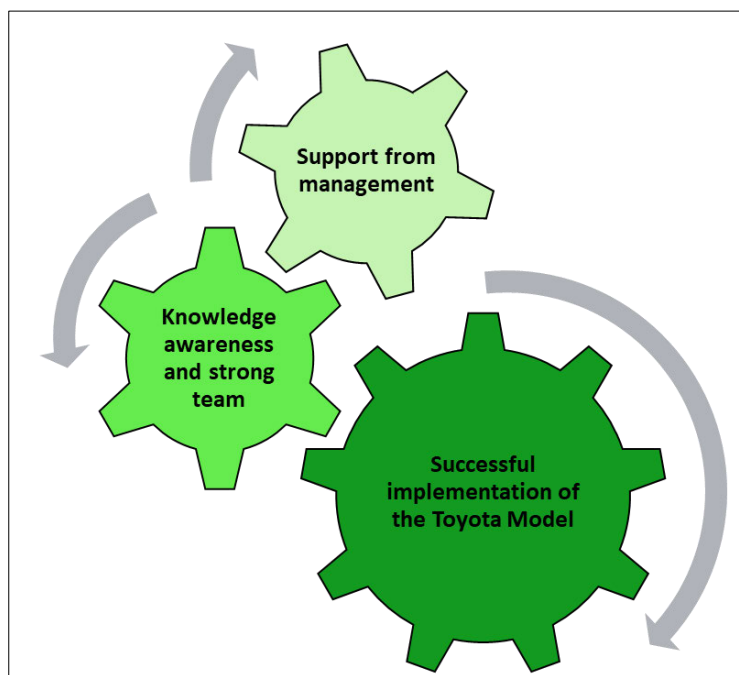 Support from
management
Knowledge
awareness
and strong
team
Successful
implementation of
the Toyota Model